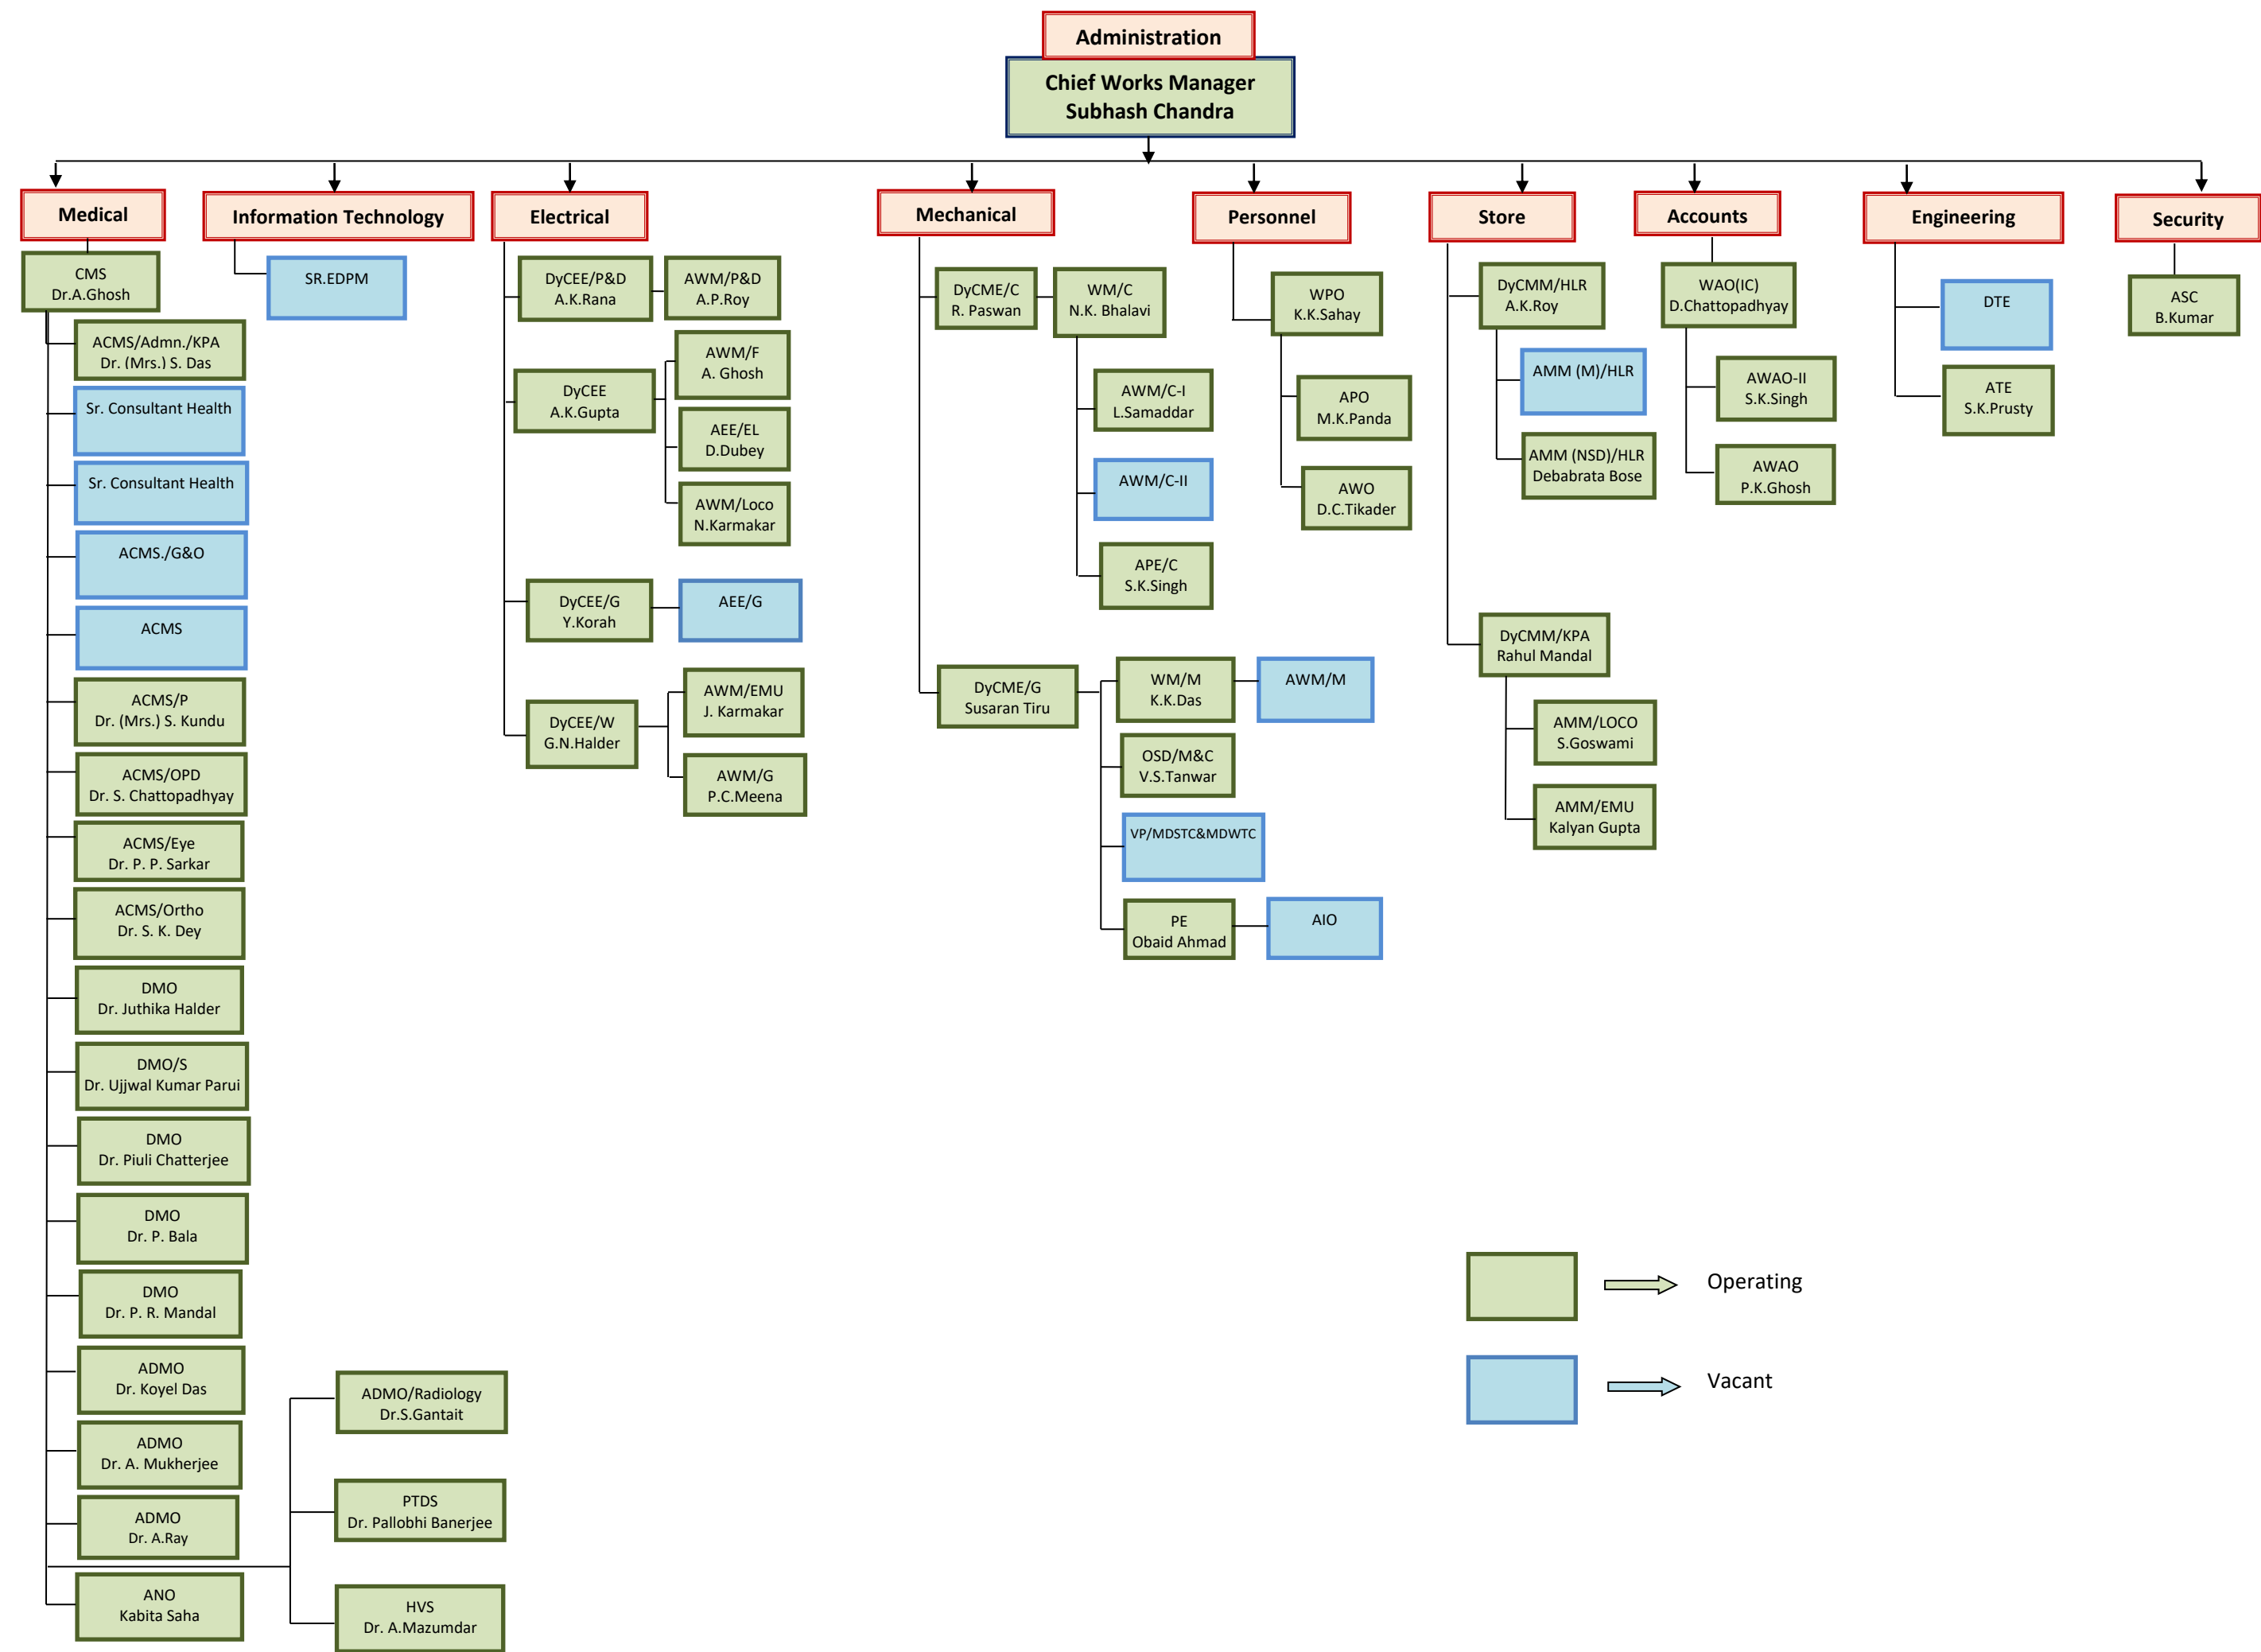 Administration
Chief Works Manager
Subhash Chandra
Medical
CMS
Dr.A.Ghosh
ACMS/Admn./KPA
Dr. (Mrs.) S. Das
Sr. Consultant Health
Sr. Consultant Health
ACMS./G&O
ACMS
ACMS/P
Dr. (Mrs.) S. Kundu
ACMS/OPD
Dr. S. Chattopadhyay
ACMS/Eye
Dr. P. P. Sarkar
ACMS/Ortho
Dr. S. K. Dey
DMO
Dr. Juthika Halder
DMO/S
Dr. Ujjwal Kumar Parui
DMO
Dr. Piuli Chatterjee
DMO
Dr. P. Bala
DMO
Dr. P. R. Mandal
ADMO
Dr. Koyel Das
ADMO
Dr. A. Mukherjee
ADMO
Dr. A.Ray
ANO
Kabita Saha
ADMO/Radiology
Dr.S.Gantait
PTDS
Dr. Pallobhi Banerjee
HVS
Dr. A.Mazumdar
Information Technology
SR.EDPM
Electrical
DyCEE/P&D
A.K.Rana
AWM/P&D
A.P.Roy
DyCEE
A.K.Gupta
AWM/F
A. Ghosh
AEE/EL
D.Dubey
AWM/Loco
N.Karmakar
DyCEE/G
Y.Korah
AEE/G
DyCEE/W
G.N.Halder
AWM/EMU
J. Karmakar
AWM/G
P.C.Meena
Mechanical
DyCME/C
R. Paswan
WM/C
N.K. Bhalavi
AWM/C-I
L.Samaddar
AWM/C-II
APE/C
S.K.Singh
DyCME/G
Susaran Tiru
WM/M
K.K.Das
AWM/M
OSD/M&C
V.S.Tanwar
VP/MDSTC&MDWTC
PE
Obaid Ahmad
AIO
Personnel
WPO
K.K.Sahay
APO
M.K.Panda
AWO
D.C.Tikader
Store
DyCMM/HLR
A.K.Roy
AMM (M)/HLR
AMM (NSD)/HLR
Debabrata Bose
DyCMM/KPA
Rahul Mandal
AMM/LOCO
S.Goswami
AMM/EMU
Kalyan Gupta
Accounts
WAO(IC)
D.Chattopadhyay
AWAO-II
S.K.Singh
AWAO
P.K.Ghosh
Engineering
DTE
ATE
S.K.Prusty
Security
ASC
B.Kumar
Operating
Vacant